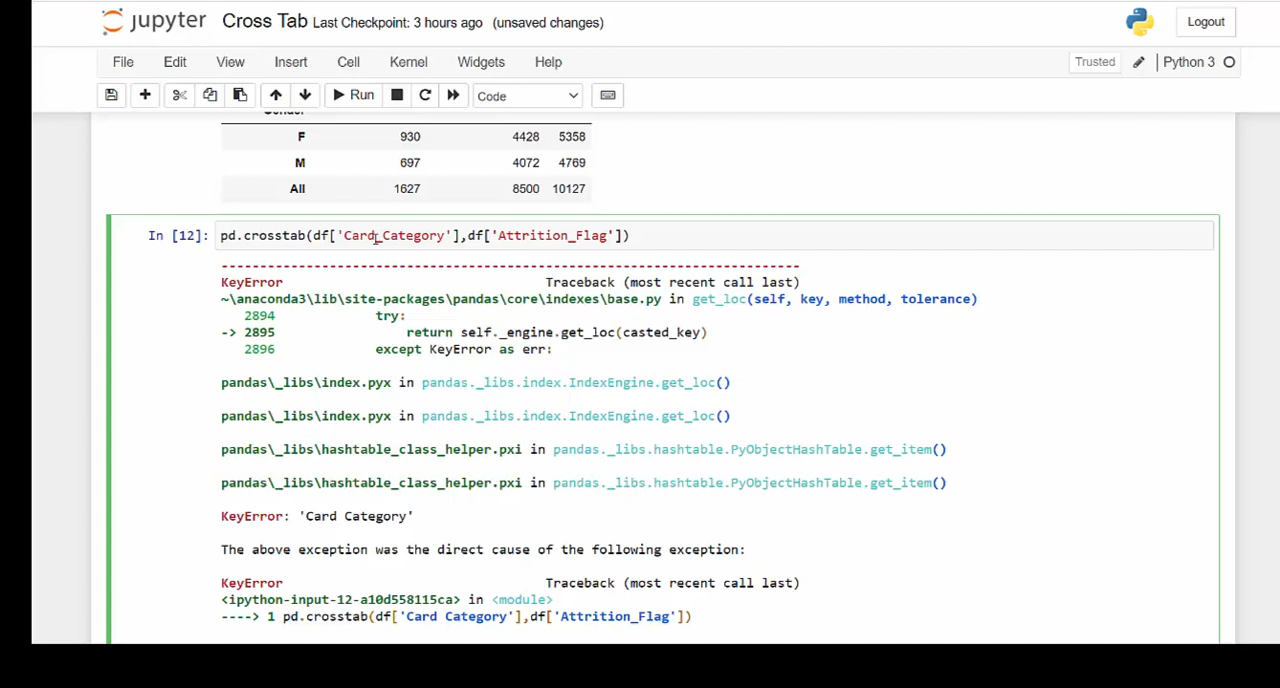 jupyter Cross Tab Last Checkpoint: 3 hours ago (unsaved changes) Logout
File Edit View Insert Cell Kernel Widgets Help Trusted Python 3
Run Code
F 930 4428 5358
M 697 4072 4769
All 1627 8500 10127
In [12]: pd.crosstab(df['Card_Category'],df['Attrition_Flag'])
---------------------------------------------------------------------------
KeyError Traceback (most recent call last)
~\anaconda3\lib\site-packages\pandas\core\indexes\base.py in get_loc(self, key, method, tolerance)
2894 try:
-> 2895 return self._engine.get_loc(casted_key)
2896 except KeyError as err:
pandas\_libs\index.pyx in pandas._libs.index.IndexEngine.get_loc()
pandas\_libs\index.pyx in pandas._libs.index.IndexEngine.get_loc()
pandas\_libs\hashtable_class_helper.pxi in pandas._libs.hashtable.PyObjectHashTable.get_item()
pandas\_libs\hashtable_class_helper.pxi in pandas._libs.hashtable.PyObjectHashTable.get_item()
KeyError: 'Card Category'
The above exception was the direct cause of the following exception:
KeyError Traceback (most recent call last)
<ipython-input-12-a10d558115ca> in <module>
----> 1 pd.crosstab(df['Card Category'],df['Attrition_Flag'])